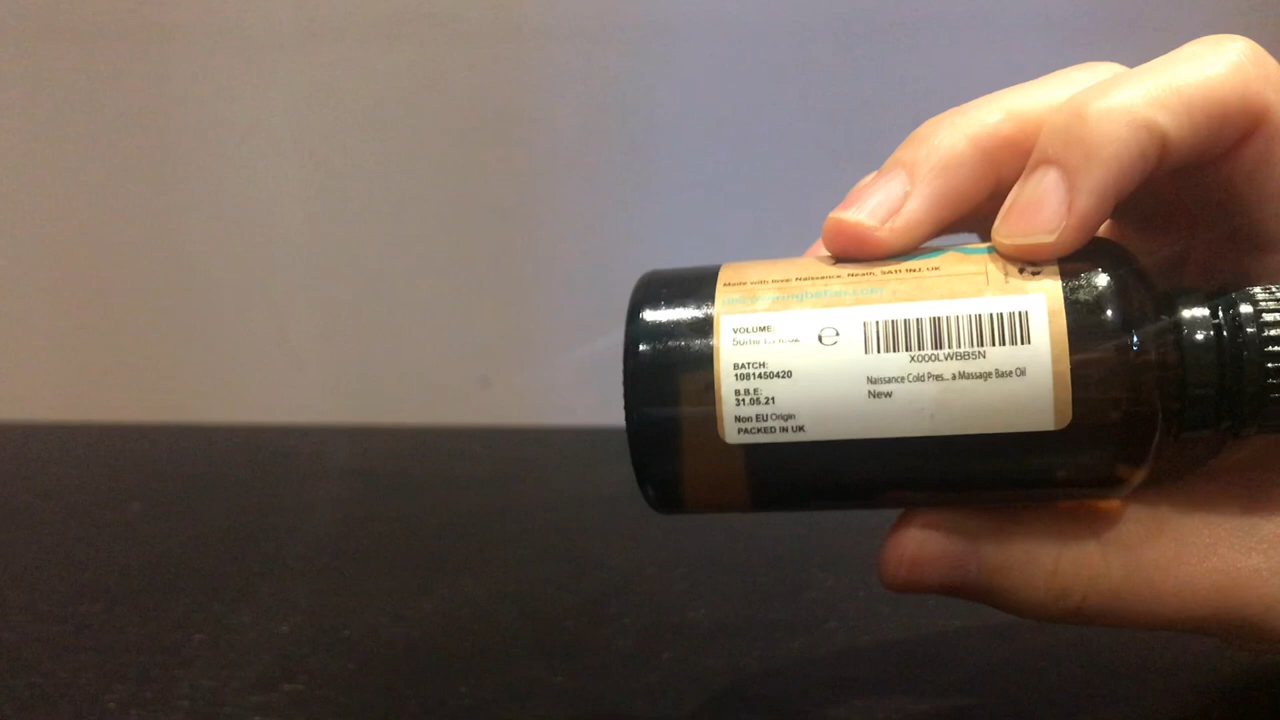 Made with love: Naissance, Neath, SA11 1NJ, UK
VOLUME:
50ml
BATCH:
1081450420
B.B.E:
31.05.21
Non EU Origin
PACKED IN UK
e
X000LWBB5N
Naissance Cold Pres... a Massage Base Oil
New